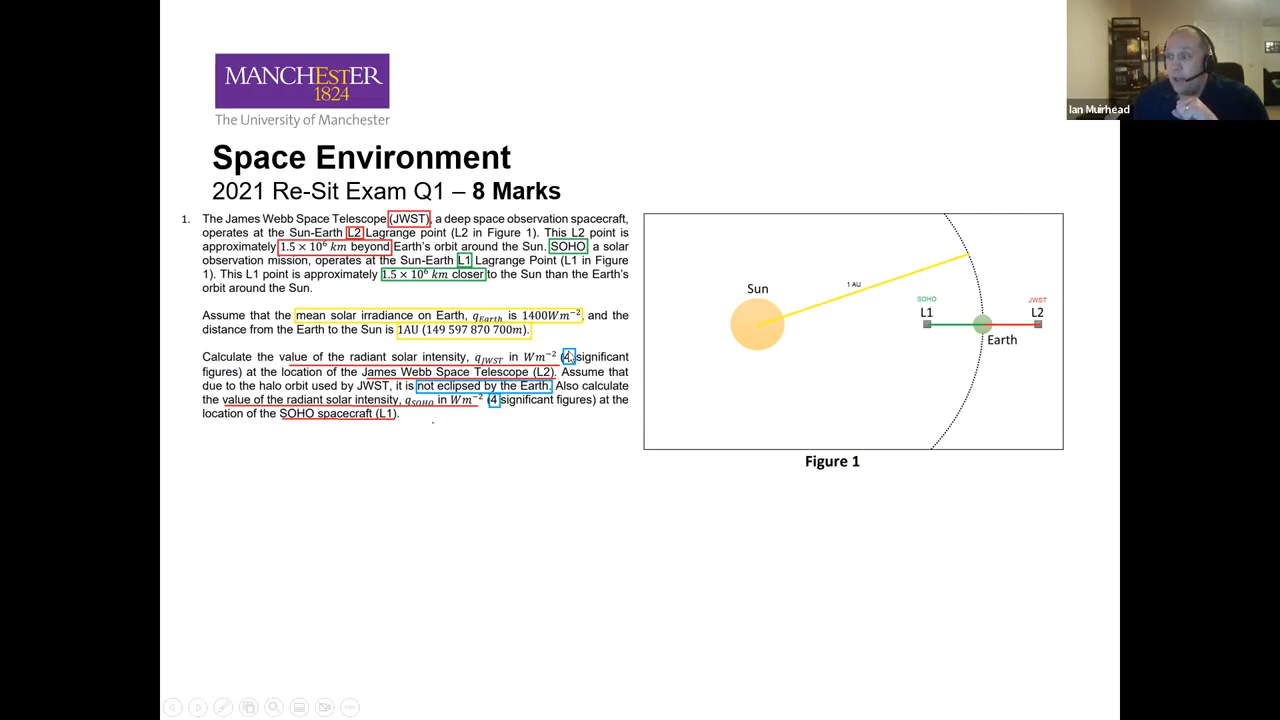 MANCHESTER
1824
The University of Manchester
Ian Muirhead
Space Environment
2021 Re-Sit Exam Q1 – 8 Marks
1. The James Webb Space Telescope (JWST), a deep space observation spacecraft,
operates at the Sun-Earth L2 Lagrange point (L2 in Figure 1). This L2 point is
approximately 1.5 × 10⁶ km beyond Earth's orbit around the Sun. SOHO a solar
observation mission, operates at the Sun-Earth L1 Lagrange Point (L1 in Figure
1). This L1 point is approximately 1.5 × 10⁶ km closer to the Sun than the Earth's
orbit around the Sun.
Assume that the mean solar irradiance on Earth, q_Earth is 1400Wm⁻², and the
distance from the Earth to the Sun is 1AU (149 597 870 700m).
Calculate the value of the radiant solar intensity, q_JWST in Wm⁻² (4 significant
figures) at the location of the James Webb Space Telescope (L2). Assume that
due to the halo orbit used by JWST, it is not eclipsed by the Earth. Also calculate
the value of the radiant solar intensity, q_SOHO in Wm⁻² (4 significant figures) at the
location of the SOHO spacecraft (L1).
Sun
1 AU
SOHO
L1
JWST
L2
Earth
Figure 1